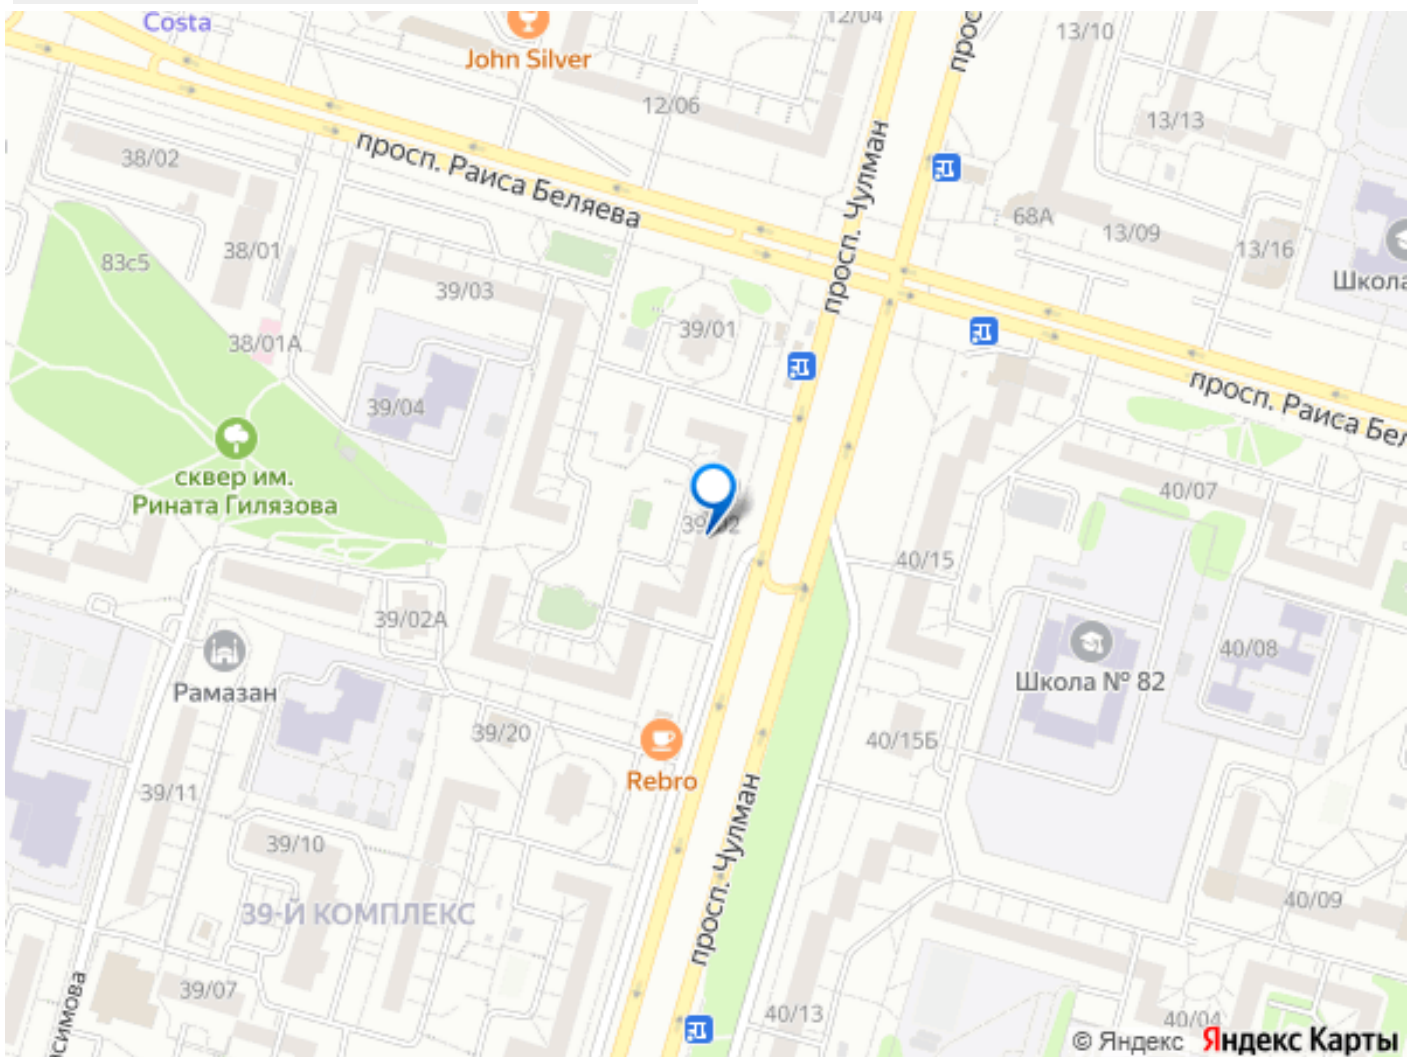 Costa
John Silver
12/04
13/10
12/06
13/13
38/02
просп. Раиса Беляева
просп. Чулман
68А
13/09
13/16
38/01
83с5
39/03
39/01
38/01А
39/04
просп. Раиса Бел
сквер им.
Рината Гилязова
39/02
40/07
40/15
39/02А
Рамазан
Школа № 82
40/08
39/20
40/15Б
Rebro
39/11
39/10
просп. Чулман
39-Й КОМПЛЕКС
40/09
39/07
40/13
40/04
© Яндекс Яндекс Карты